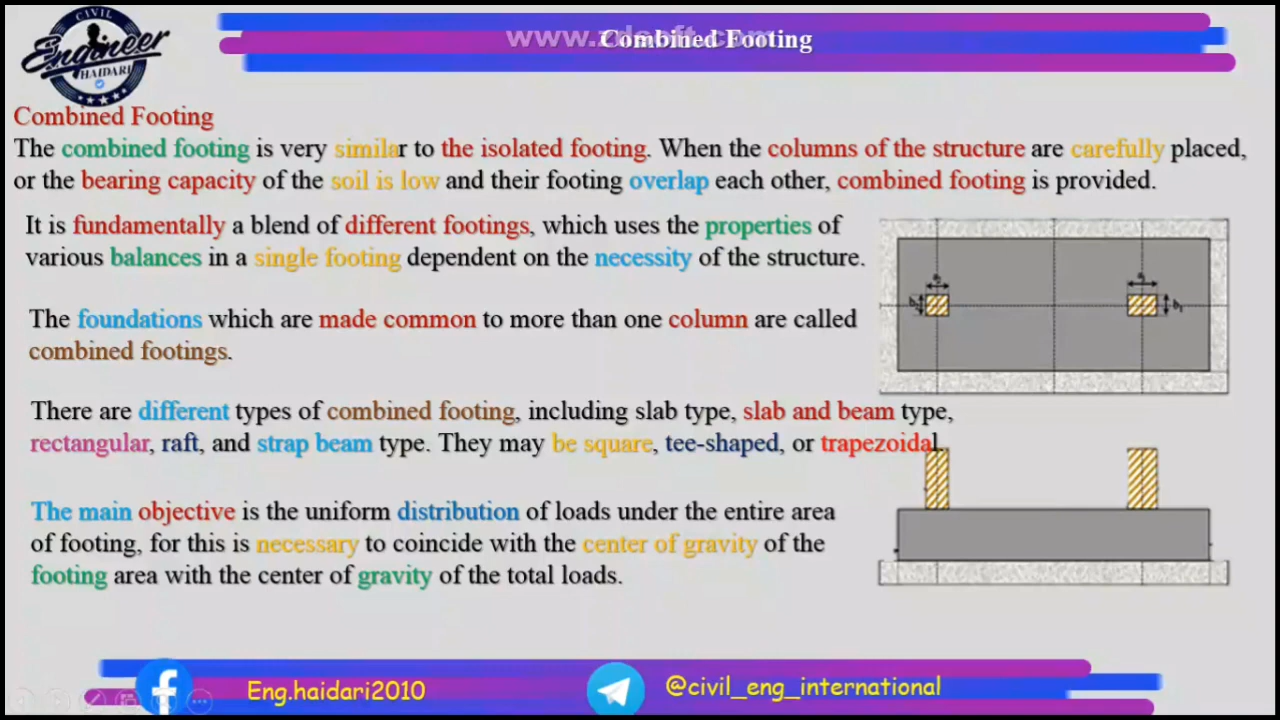 CIVIL
Engineer
HAIDARI
www.zdsoft.com
Combined Footing
Combined Footing
The combined footing is very similar to the isolated footing. When the columns of the structure are carefully placed,
or the bearing capacity of the soil is low and their footing overlap each other, combined footing is provided.
It is fundamentally a blend of different footings, which uses the properties of
various balances in a single footing dependent on the necessity of the structure.
The foundations which are made common to more than one column are called
combined footings.
There are different types of combined footing, including slab type, slab and beam type,
rectangular, raft, and strap beam type. They may be square, tee-shaped, or trapezoidal.
The main objective is the uniform distribution of loads under the entire area
of footing, for this is necessary to coincide with the center of gravity of the
footing area with the center of gravity of the total loads.
a₂
a₁
b₂
b₁
Eng.haidari2010
@civil_eng_international